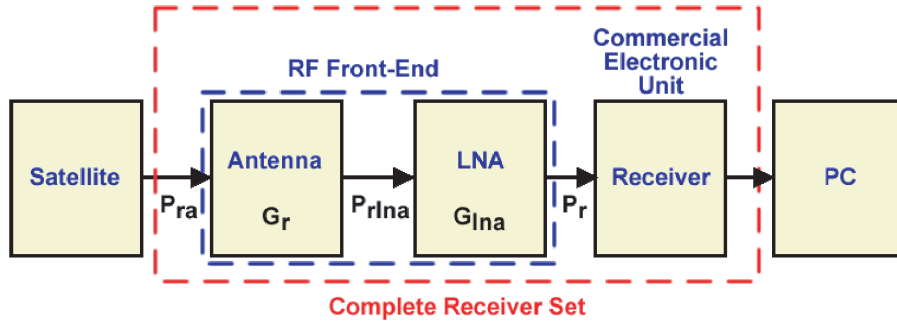 Commercial
Electronic
Unit
RF Front-End
Satellite
Antenna
LNA
Receiver
PC
Pra
Gr
Prlna
Glna
Pr
Complete Receiver Set